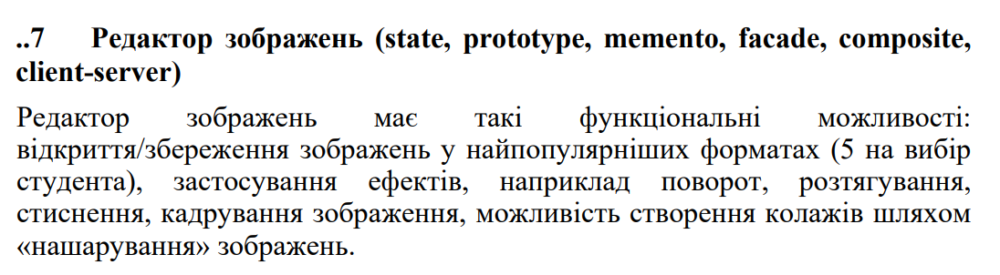 ..7 Редактор зображень (state, prototype, memento, facade, composite,
client-server)
Редактор зображень має такі функціональні можливості:
відкриття/збереження зображень у найпопулярніших форматах (5 на вибір
студента), застосування ефектів, наприклад поворот, розтягування,
стиснення, кадрування зображення, можливість створення колажів шляхом
«нашарування» зображень.